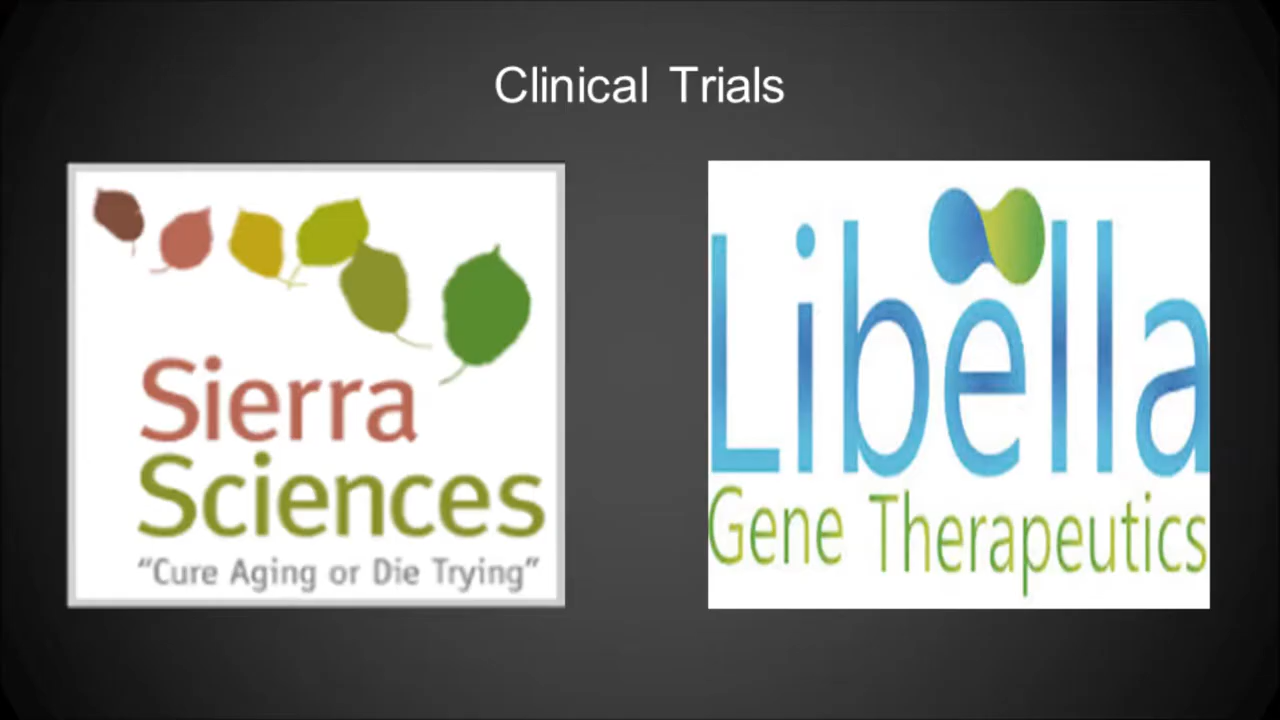 Clinical Trials
Sierra
Sciences
“Cure Aging or Die Trying”
Libella
Gene Therapeutics